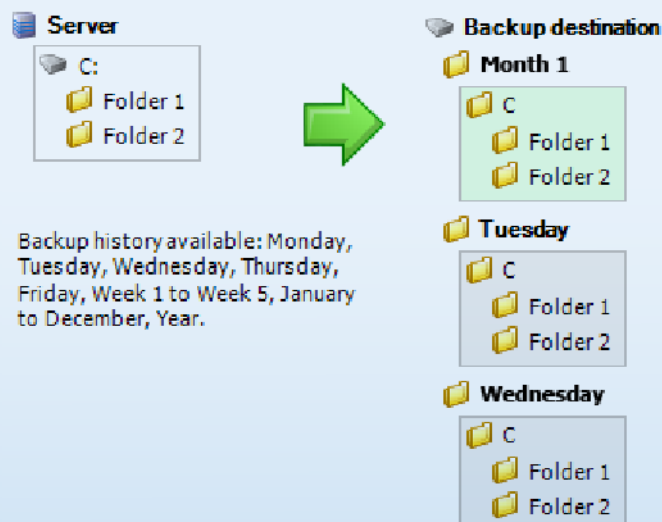 Server
C:
Folder 1
Folder 2
Backup history available: Monday,
Tuesday, Wednesday, Thursday,
Friday, Week 1 to Week 5, January
to December, Year.
Backup destination
Month 1
C
Folder 1
Folder 2
Tuesday
C
Folder 1
Folder 2
Wednesday
C
Folder 1
Folder 2